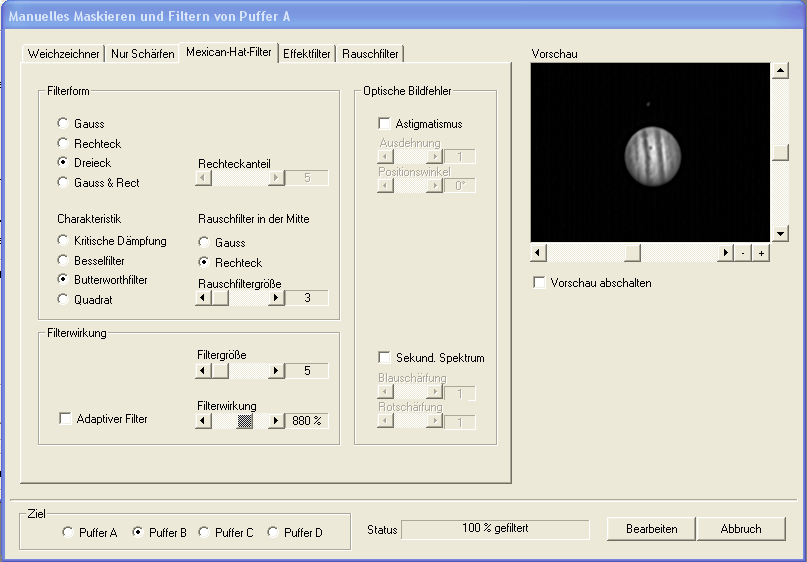 Manuelles Maskieren und Filtern von Puffer A
Weichzeichner Nur Schärfen Mexican-Hat-Filter Effektfilter Rauschfilter
Filterform
Gauss
Rechteck
Dreieck
Gauss & Rect
Rechteckanteil
5
Charakteristik
Kritische Dämpfung
Besselfilter
Butterworthfilter
Quadrat
Rauschfilter in der Mitte
Gauss
Rechteck
Rauschfiltergröße
3
Filterwirkung
Filtergröße
5
Adaptiver Filter
Filterwirkung
880 %
Optische Bildfehler
Astigmatismus
Ausdehnung
1
Positionswinkel
0°
Sekund. Spektrum
Blauschärfung
1
Rotschärfung
1
Vorschau
- +
Vorschau abschalten
Ziel
Puffer A Puffer B Puffer C Puffer D
Status 100 % gefiltert
Bearbeiten Abbruch